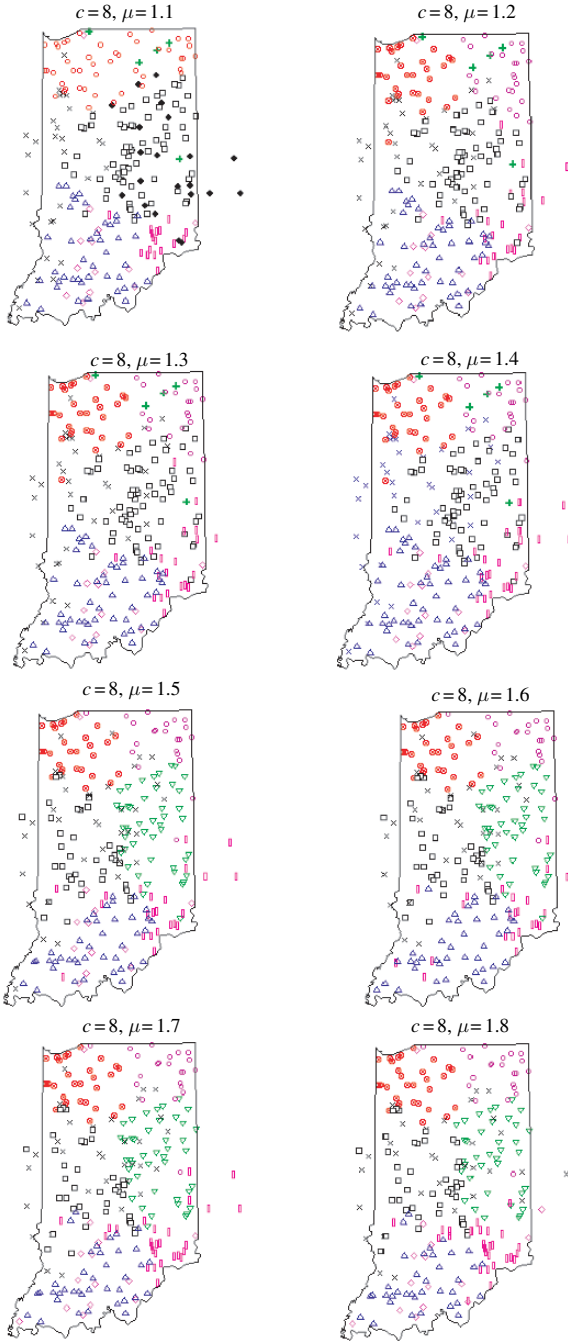 c = 8, μ = 1.1
c = 8, μ = 1.2
c = 8, μ = 1.3
c = 8, μ = 1.4
c = 8, μ = 1.5
c = 8, μ = 1.6
c = 8, μ = 1.7
c = 8, μ = 1.8